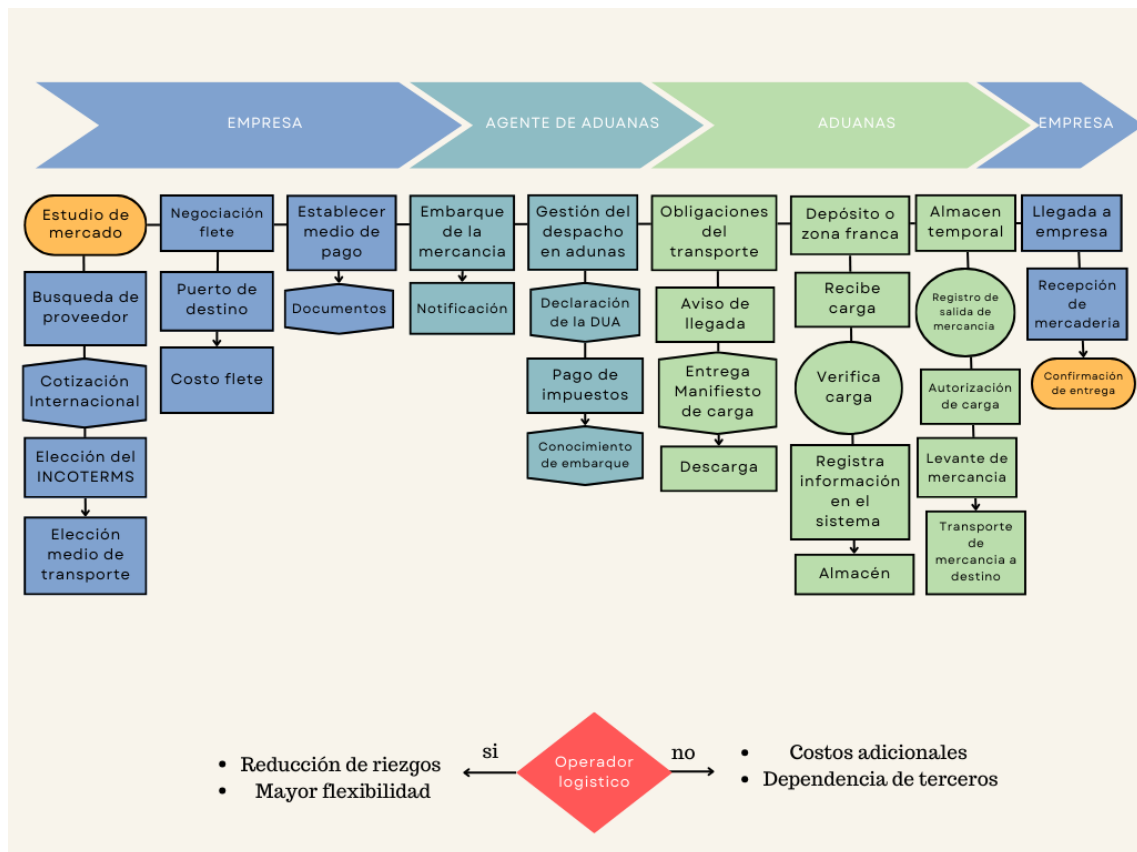 EMPRESA
AGENTE DE ADUANAS
ADUANAS
EMPRESA
Estudio de
mercado
Busqueda de
proveedor
Cotización
Internacional
Elección del
INCOTERMS
Elección
medio de
transporte
Negociación
flete
Puerto de
destino
Costo flete
Establecer
medio de
pago
Documentos
Embarque
de la
mercancia
Notificación
Gestión del
despacho
en adunas
Declaración
de la DUA
Pago de
impuestos
Conocimiento
de embarque
Obligaciones
del
transporte
Aviso de
llegada
Entrega
Manifiesto
de carga
Descarga
Depósito o
zona franca
Recibe
carga
Verifica
carga
Registra
información
en el
sistema
Almacén
Almacen
temporal
Registro de
salida de
mercancia
Autorización
de carga
Levante de
mercancia
Transporte
de
mercancia a
destino
Llegada a
empresa
Recepción
de
mercaderia
Confirmación
de entrega
si
Operador
logistico
no
• Reducción de riezgos
• Mayor flexibilidad
• Costos adicionales
• Dependencia de terceros